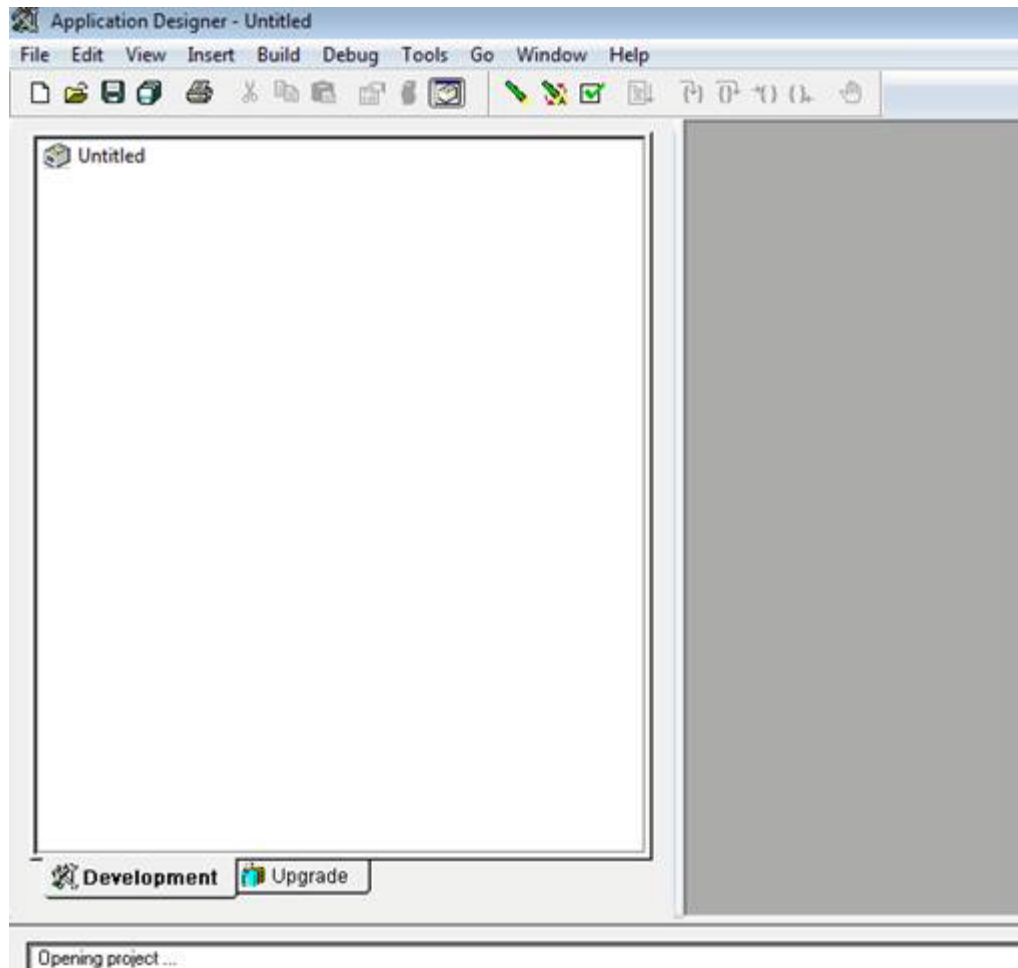 Application Designer - Untitled
File Edit View Insert Build Debug Tools Go Window Help
Untitled
Development Upgrade
Opening project ...